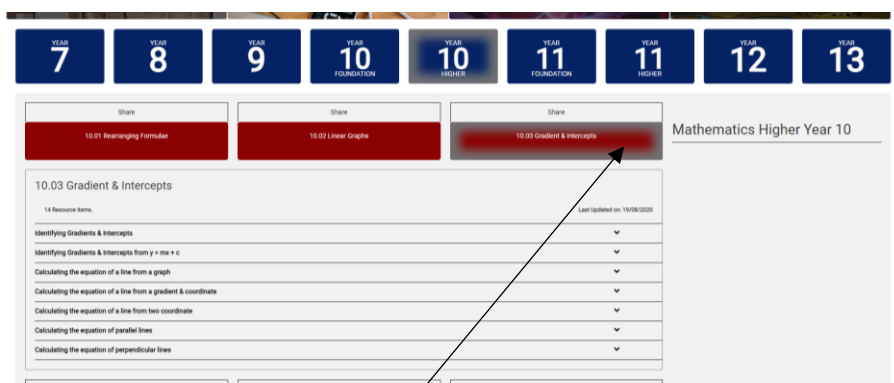 YEAR
7
YEAR
8
YEAR
9
YEAR
10
FOUNDATION
YEAR
10
HIGHER
YEAR
11
FOUNDATION
YEAR
11
HIGHER
YEAR
12
YEAR
13
Share
Share
Share
10.01 Rearranging Formulae
10.02 Linear Graphs
10.03 Gradient & Intercepts
Mathematics Higher Year 10
10.03 Gradient & Intercepts
14 Resource items.
Last Updated on: 19/08/2020
Identifying Gradients & Intercepts
Identifying Gradients & Intercepts from y = mx + c
Calculating the equation of a line from a graph
Calculating the equation of a line from a gradient & coordinate
Calculating the equation of a line from two coordinate
Calculating the equation of parallel lines
Calculating the equation of perpendicular lines